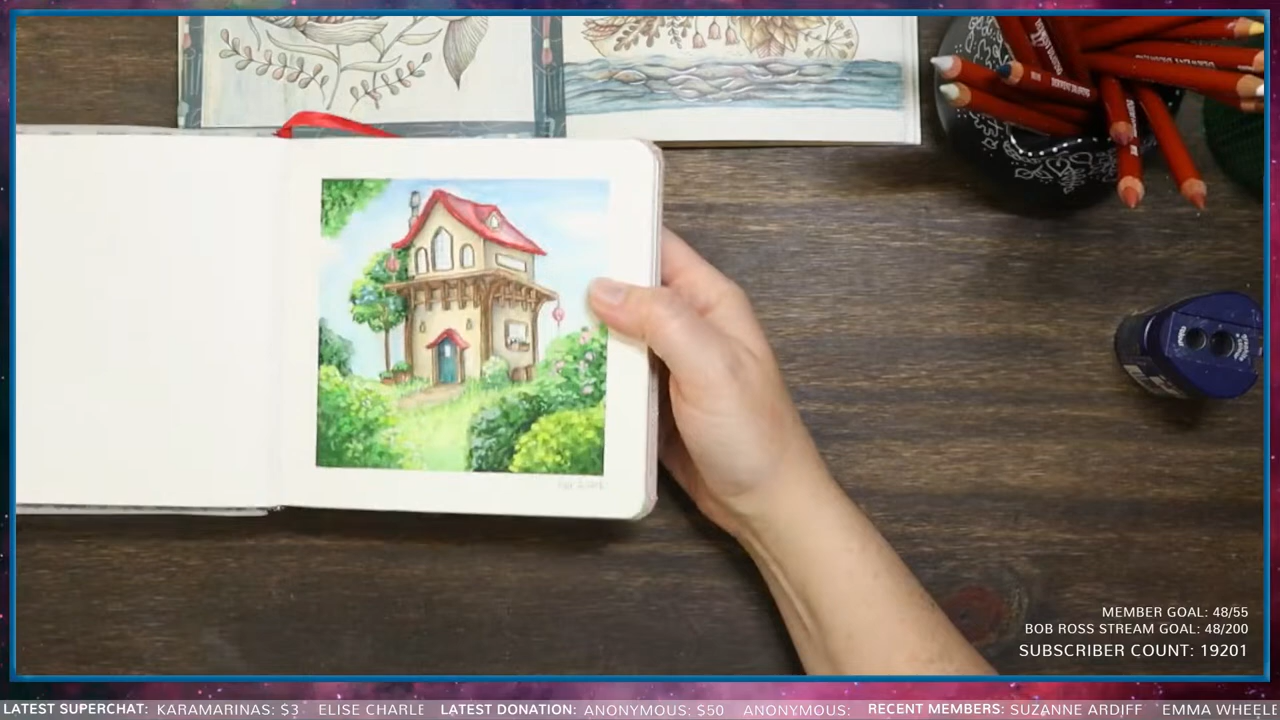 MEMBER GOAL: 48/55
BOB ROSS STREAM GOAL: 48/200
SUBSCRIBER COUNT: 19201
LATEST SUPERCHAT: KARAMARINAS: $3 ELISE CHARLE LATEST DONATION: ANONYMOUS: $50 ANONYMOUS: RECENT MEMBERS: SUZANNE ARDIFF EMMA WHEELE